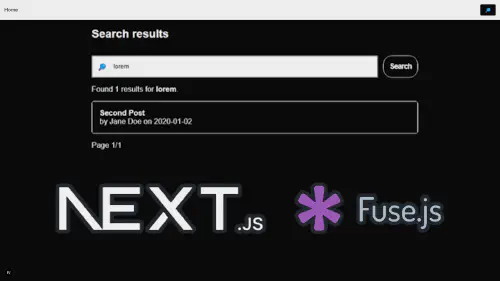 Home
Search results
lorem
Search
Found 1 results for lorem.
Second Post
by Jane Doe on 2020-01-02
Page 1/1
NEXT.JS
Fuse.js